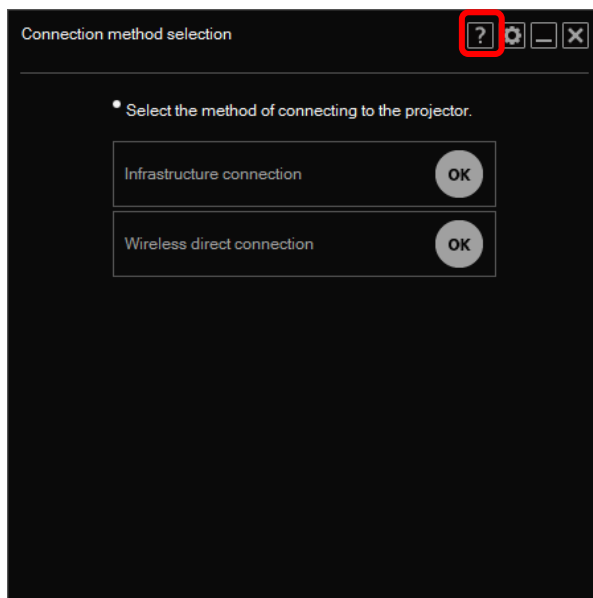 Connection method selection ?
Select the method of connecting to the projector.
Infrastructure connection OK
Wireless direct connection OK